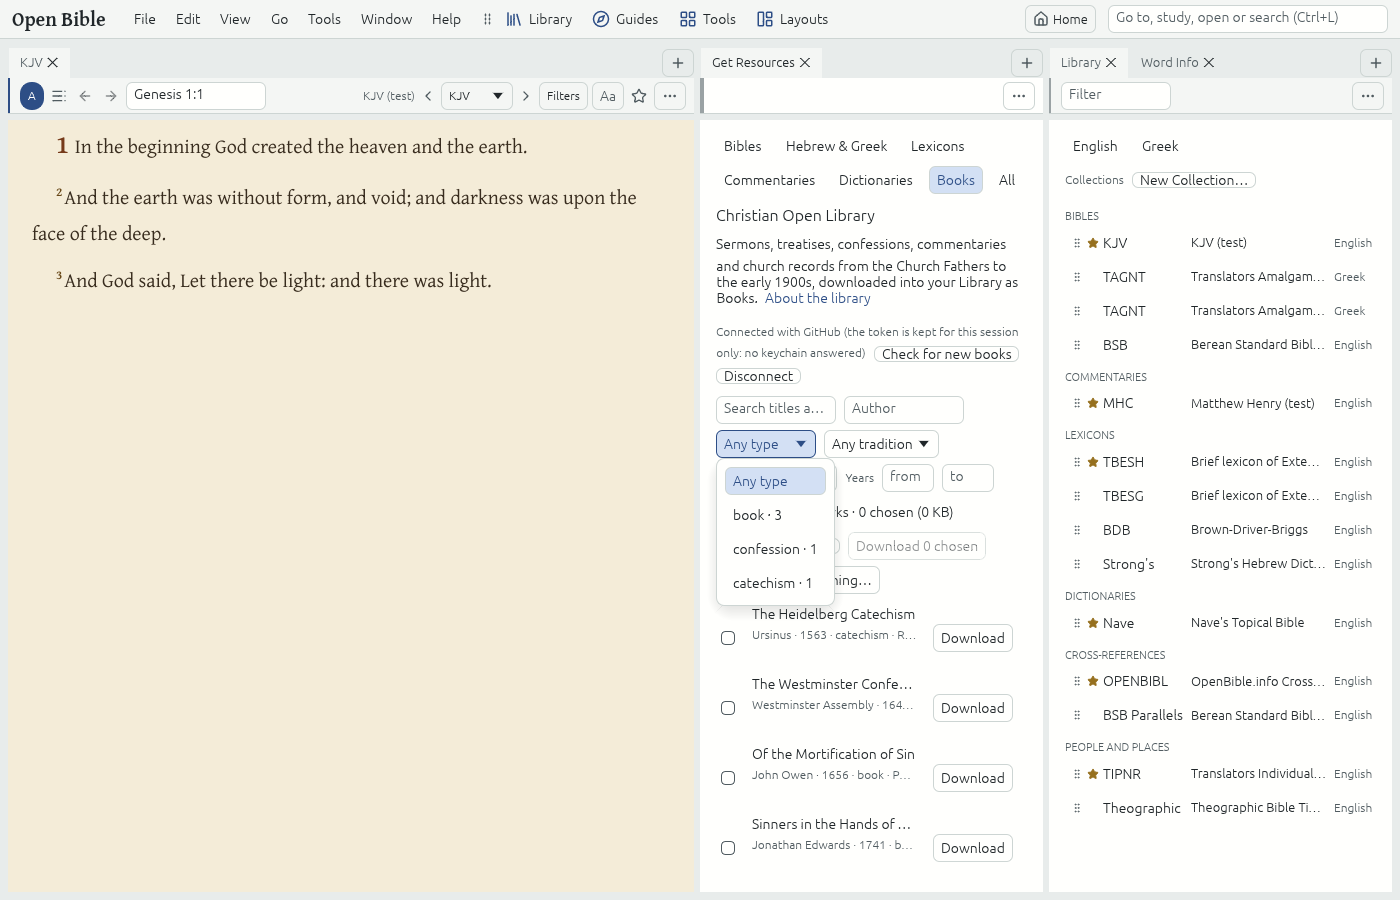 Open Bible File Edit View Go Tools Window Help Library Guides Tools Layouts Home Go to, study, open or search (Ctrl+L)
KJV
A Genesis 1:1 KJV (test) KJV Filters Aa
1 In the beginning God created the heaven and the earth.
2 And the earth was without form, and void; and darkness was upon the
face of the deep.
3 And God said, Let there be light: and there was light.
Get Resources
Bibles Hebrew & Greek Lexicons
Commentaries Dictionaries Books All
Christian Open Library
Sermons, treatises, confessions, commentaries
and church records from the Church Fathers to
the early 1900s, downloaded into your Library as
Books. About the library
Connected with GitHub (the token is kept for this session
only: no keychain answered) Check for new books
Disconnect
Search titles a… Author
Any type Any tradition
Any type
book · 3
confession · 1
catechism · 1
Years from to
· 0 chosen (0 KB)
Download 0 chosen
The Heidelberg Catechism
Ursinus · 1563 · catechism · R… Download
The Westminster Confe…
Westminster Assembly · 164… Download
Of the Mortification of Sin
John Owen · 1656 · book · P… Download
Sinners in the Hands of …
Jonathan Edwards · 1741 · b… Download
Library Word Info
Filter
English Greek
Collections New Collection…
BIBLES
KJV KJV (test) English
TAGNT Translators Amalgam… Greek
TAGNT Translators Amalgam… Greek
BSB Berean Standard Bibl… English
COMMENTARIES
MHC Matthew Henry (test) English
LEXICONS
TBESH Brief lexicon of Exte… English
TBESG Brief lexicon of Exte… English
BDB Brown-Driver-Briggs English
Strong's Strong's Hebrew Dict… English
DICTIONARIES
Nave Nave's Topical Bible English
CROSS-REFERENCES
OPENBIBL OpenBible.info Cross… English
BSB Parallels Berean Standard Bibl… English
PEOPLE AND PLACES
TIPNR Translators Individual… English
Theographic Theographic Bible Ti… English